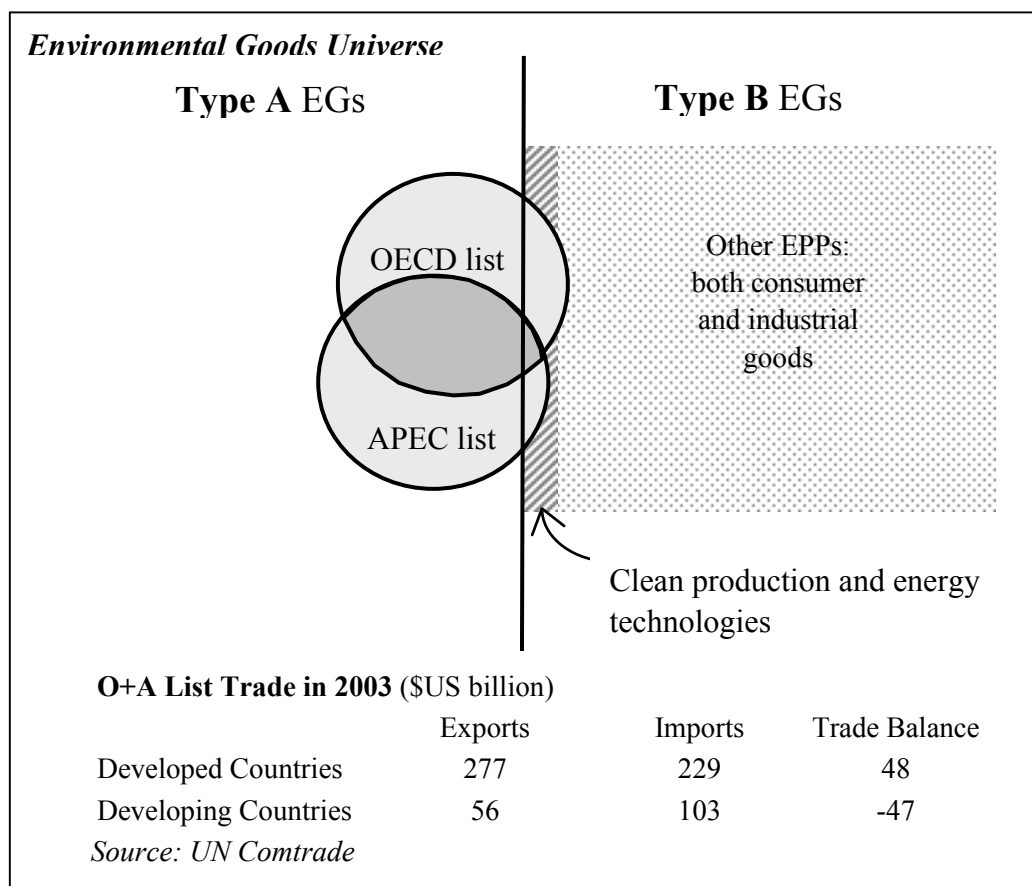 Environmental Goods Universe
Type A EGs
Type B EGs
OECD list
APEC list
Other EPPs:
both consumer
and industrial
goods
Clean production and energy
technologies
O+A List Trade in 2003 ($US billion)
Exports Imports Trade Balance
Developed Countries 277 229 48
Developing Countries 56 103 -47
Source: UN Comtrade